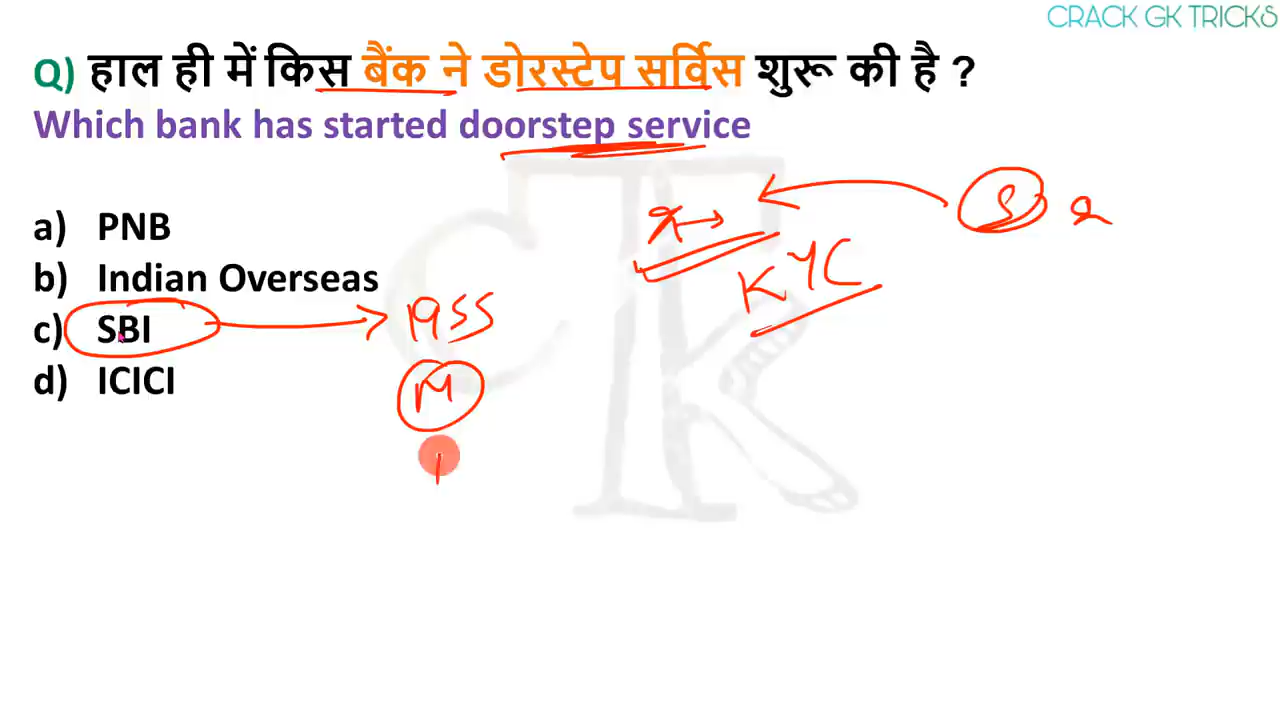 CRACK GK TRICKS
Q) हाल ही में किस बैंक ने डोरस्टेप सर्विस शुरू की है ?
Which bank has started doorstep service
a) PNB
b) Indian Overseas
c) SBI
d) ICICI
KYC
1955
M